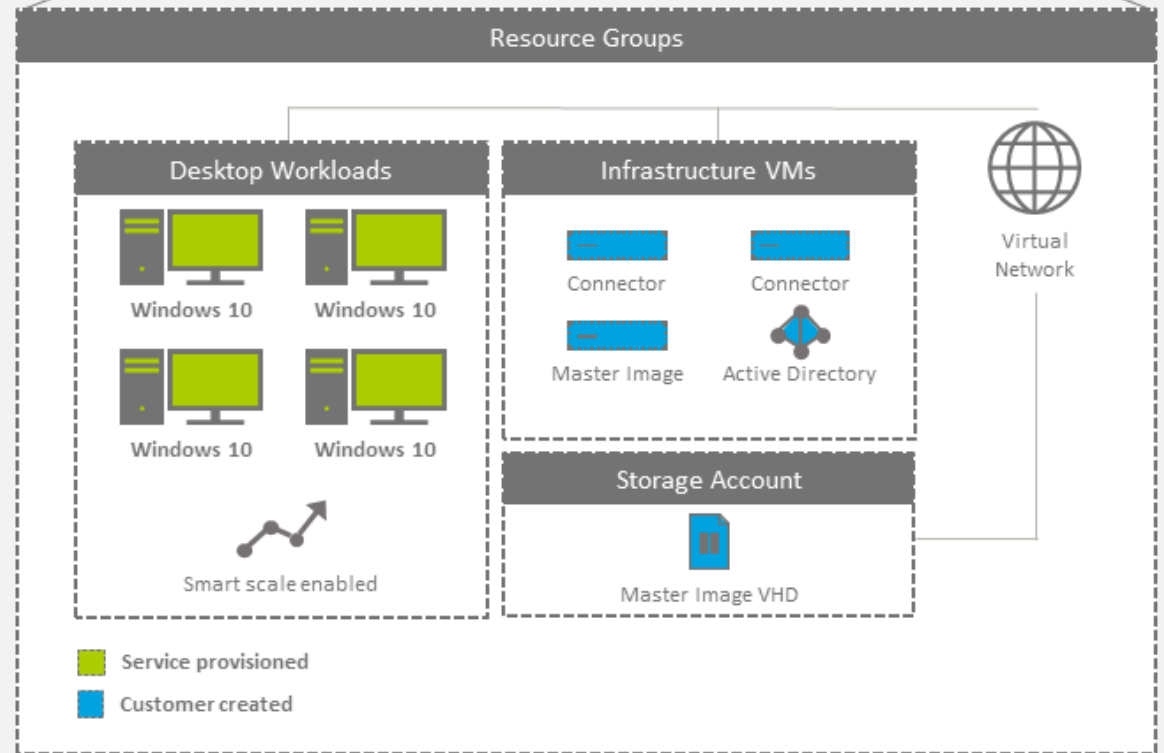 Resource Groups
Desktop Workloads
Windows 10
Windows 10
Windows 10
Windows 10
Smart scale enabled
Infrastructure VMs
Connector
Connector
Master Image
Active Directory
Storage Account
Master Image VHD
Virtual
Network
Service provisioned
Customer created